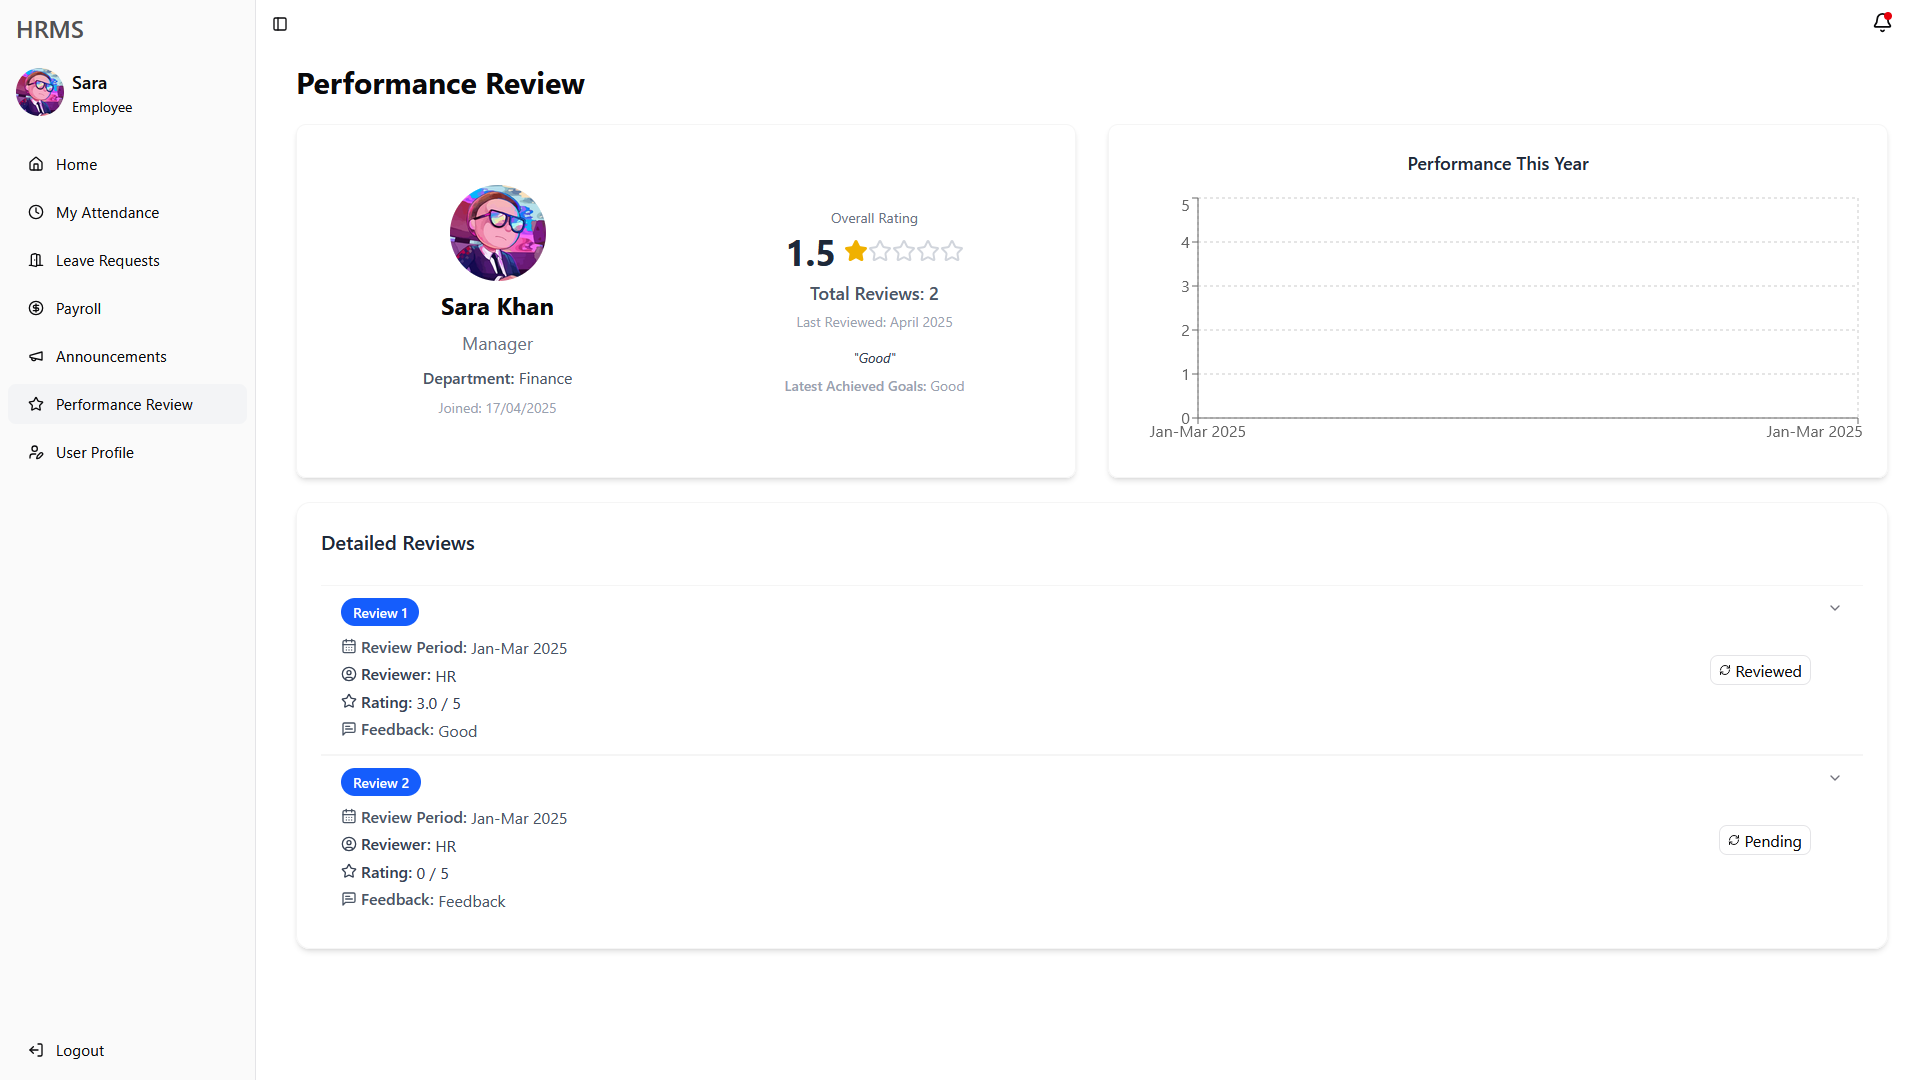 HRMS
Sara
Employee
Home
My Attendance
Leave Requests
Payroll
Announcements
Performance Review
User Profile
Logout
Performance Review
Sara Khan
Manager
Department: Finance
Joined: 17/04/2025
Overall Rating
1.5
Total Reviews: 2
Last Reviewed: April 2025
"Good"
Latest Achieved Goals: Good
Performance This Year
5
4
3
2
1
0
Jan-Mar 2025 Jan-Mar 2025
Detailed Reviews
Review 1
Review Period: Jan-Mar 2025
Reviewer: HR
Rating: 3.0 / 5
Feedback: Good
Reviewed
Review 2
Review Period: Jan-Mar 2025
Reviewer: HR
Rating: 0 / 5
Feedback: Feedback
Pending